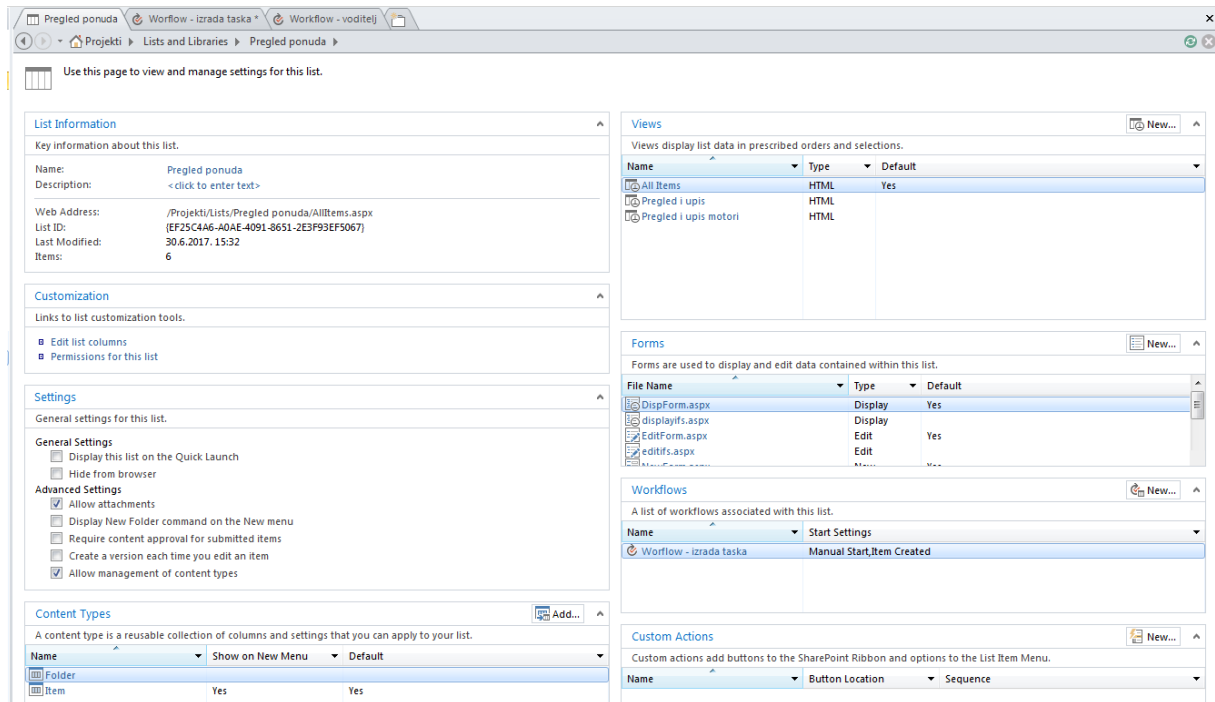 Pregled ponuda
Worflow - izrada taska *
Workflow - voditelj
Projekti
Lists and Libraries
Pregled ponuda
Use this page to view and manage settings for this list.
List Information
Key information about this list.
Name: Pregled ponuda
Description: <click to enter text>
Web Address: /Projekti/Lists/Pregled ponuda/AllItems.aspx
List ID: {EF25C4A6-A0AE-4091-8651-2E3F93EF5067}
Last Modified: 30.6.2017. 15:32
Items: 6
Customization
Links to list customization tools.
Edit list columns
Permissions for this list
Settings
General settings for this list.
General Settings
Display this list on the Quick Launch
Hide from browser
Advanced Settings
Allow attachments
Display New Folder command on the New menu
Require content approval for submitted items
Create a version each time you edit an item
Allow management of content types
Content Types
Add...
A content type is a reusable collection of columns and settings that you can apply to your list.
Name Show on New Menu Default
Folder
Item Yes Yes
Views
New...
Views display list data in prescribed orders and selections.
Name Type Default
All Items HTML Yes
Pregled i upis HTML
Pregled i upis motori HTML
Forms
New...
Forms are used to display and edit data contained within this list.
File Name Type Default
DispForm.aspx Display Yes
displayifs.aspx Display
EditForm.aspx Edit Yes
editifs.aspx Edit
NewForm.aspx New Yes
Workflows
New...
A list of workflows associated with this list.
Name Start Settings
Worflow - izrada taska Manual Start,Item Created
Custom Actions
New...
Custom actions add buttons to the SharePoint Ribbon and options to the List Item Menu.
Name Button Location Sequence